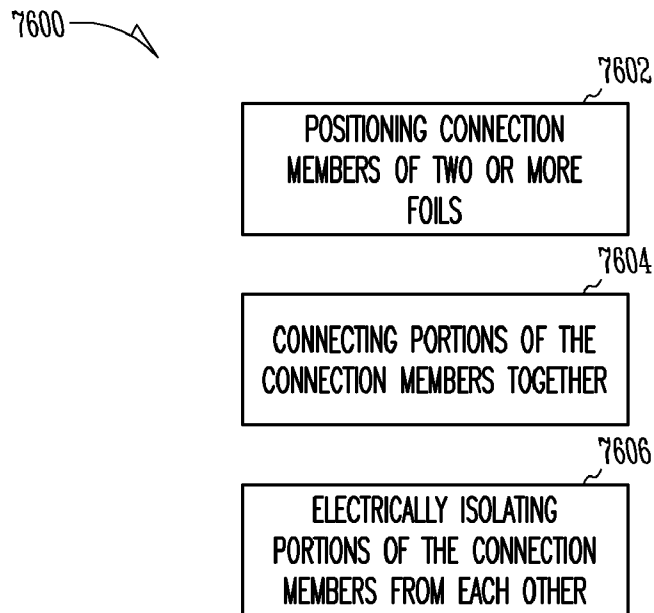 7600
7602
POSITIONING CONNECTION
MEMBERS OF TWO OR MORE
FOILS
7604
CONNECTING PORTIONS OF THE
CONNECTION MEMBERS TOGETHER
7606
ELECTRICALLY ISOLATING
PORTIONS OF THE CONNECTION
MEMBERS FROM EACH OTHER